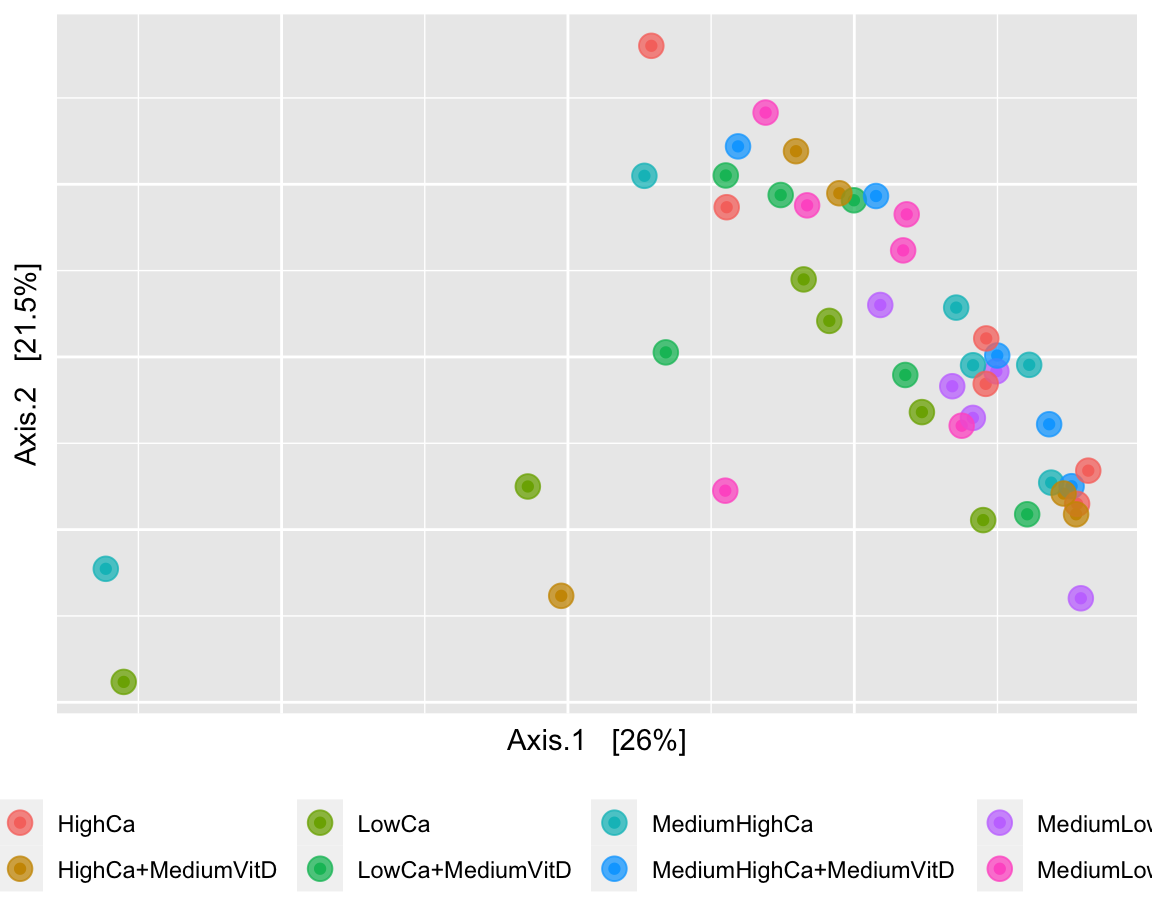 Axis.2 [21.5%]
Axis.1 [26%]
HighCa LowCa MediumHighCa
HighCa+MediumVitD LowCa+MediumVitD MediumHighCa+MediumVitD